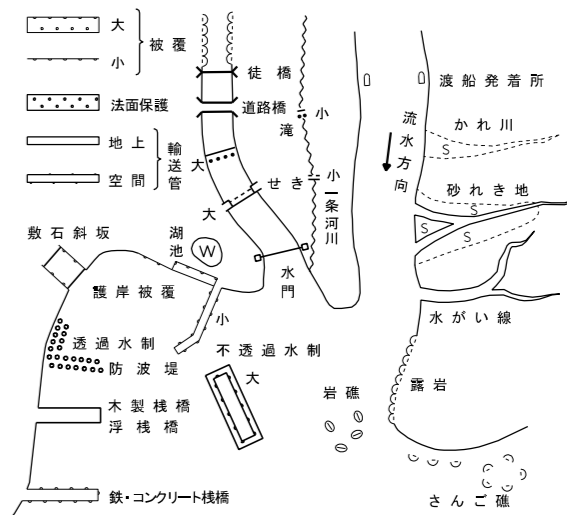 大
小
被覆
法面保護
地上
空間
輸送管
徒橋
道路橋
小
滝
大
せき
小
大
一条河川
水門
渡船発着所
流水方向
かれ川
S
砂れき地
S
S
S
水がい線
露岩
さんご礁
岩礁
敷石斜坂
湖池
W
護岸被覆
小
透過水制
防波堤
不透過水制
大
木製桟橋
浮桟橋
鉄・コンクリート桟橋